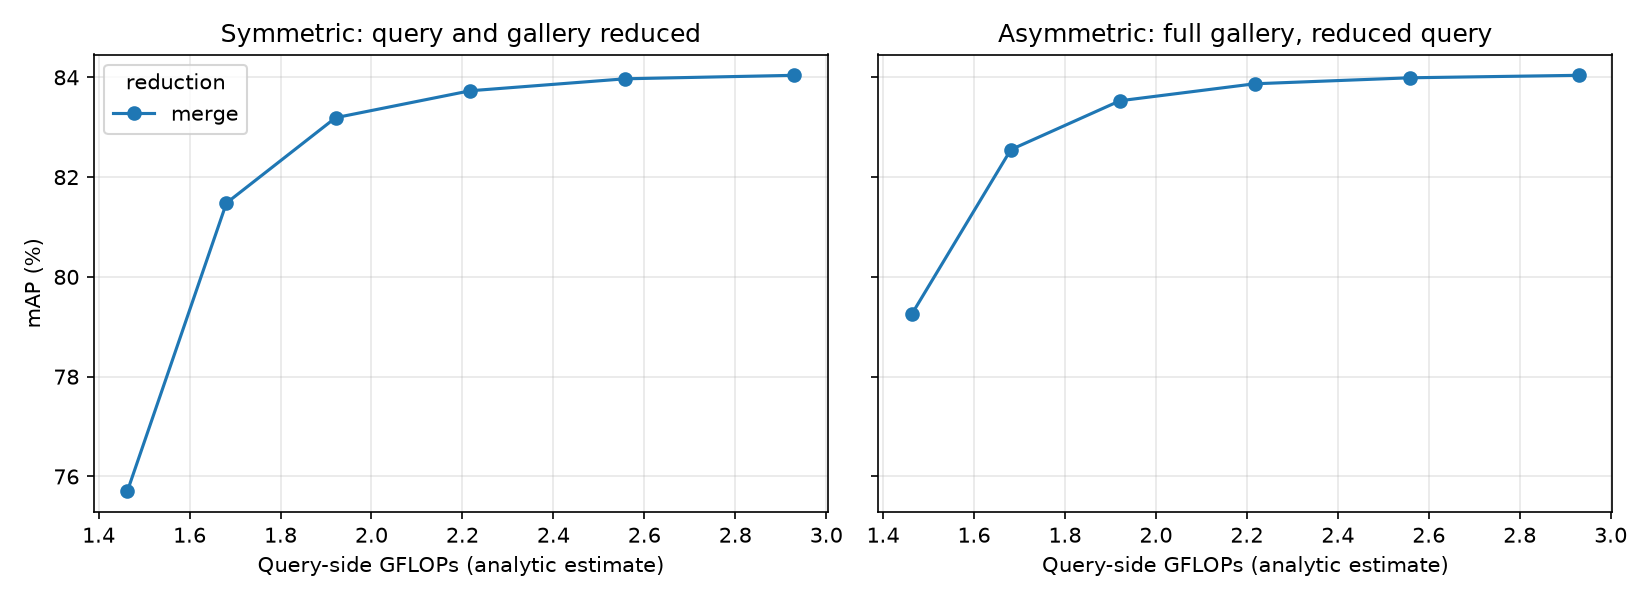 Symmetric: query and gallery reduced
reduction
merge
mAP (%)
84
82
80
78
76
1.4 1.6 1.8 2.0 2.2 2.4 2.6 2.8 3.0
Query-side GFLOPs (analytic estimate)
Asymmetric: full gallery, reduced query
1.4 1.6 1.8 2.0 2.2 2.4 2.6 2.8 3.0
Query-side GFLOPs (analytic estimate)